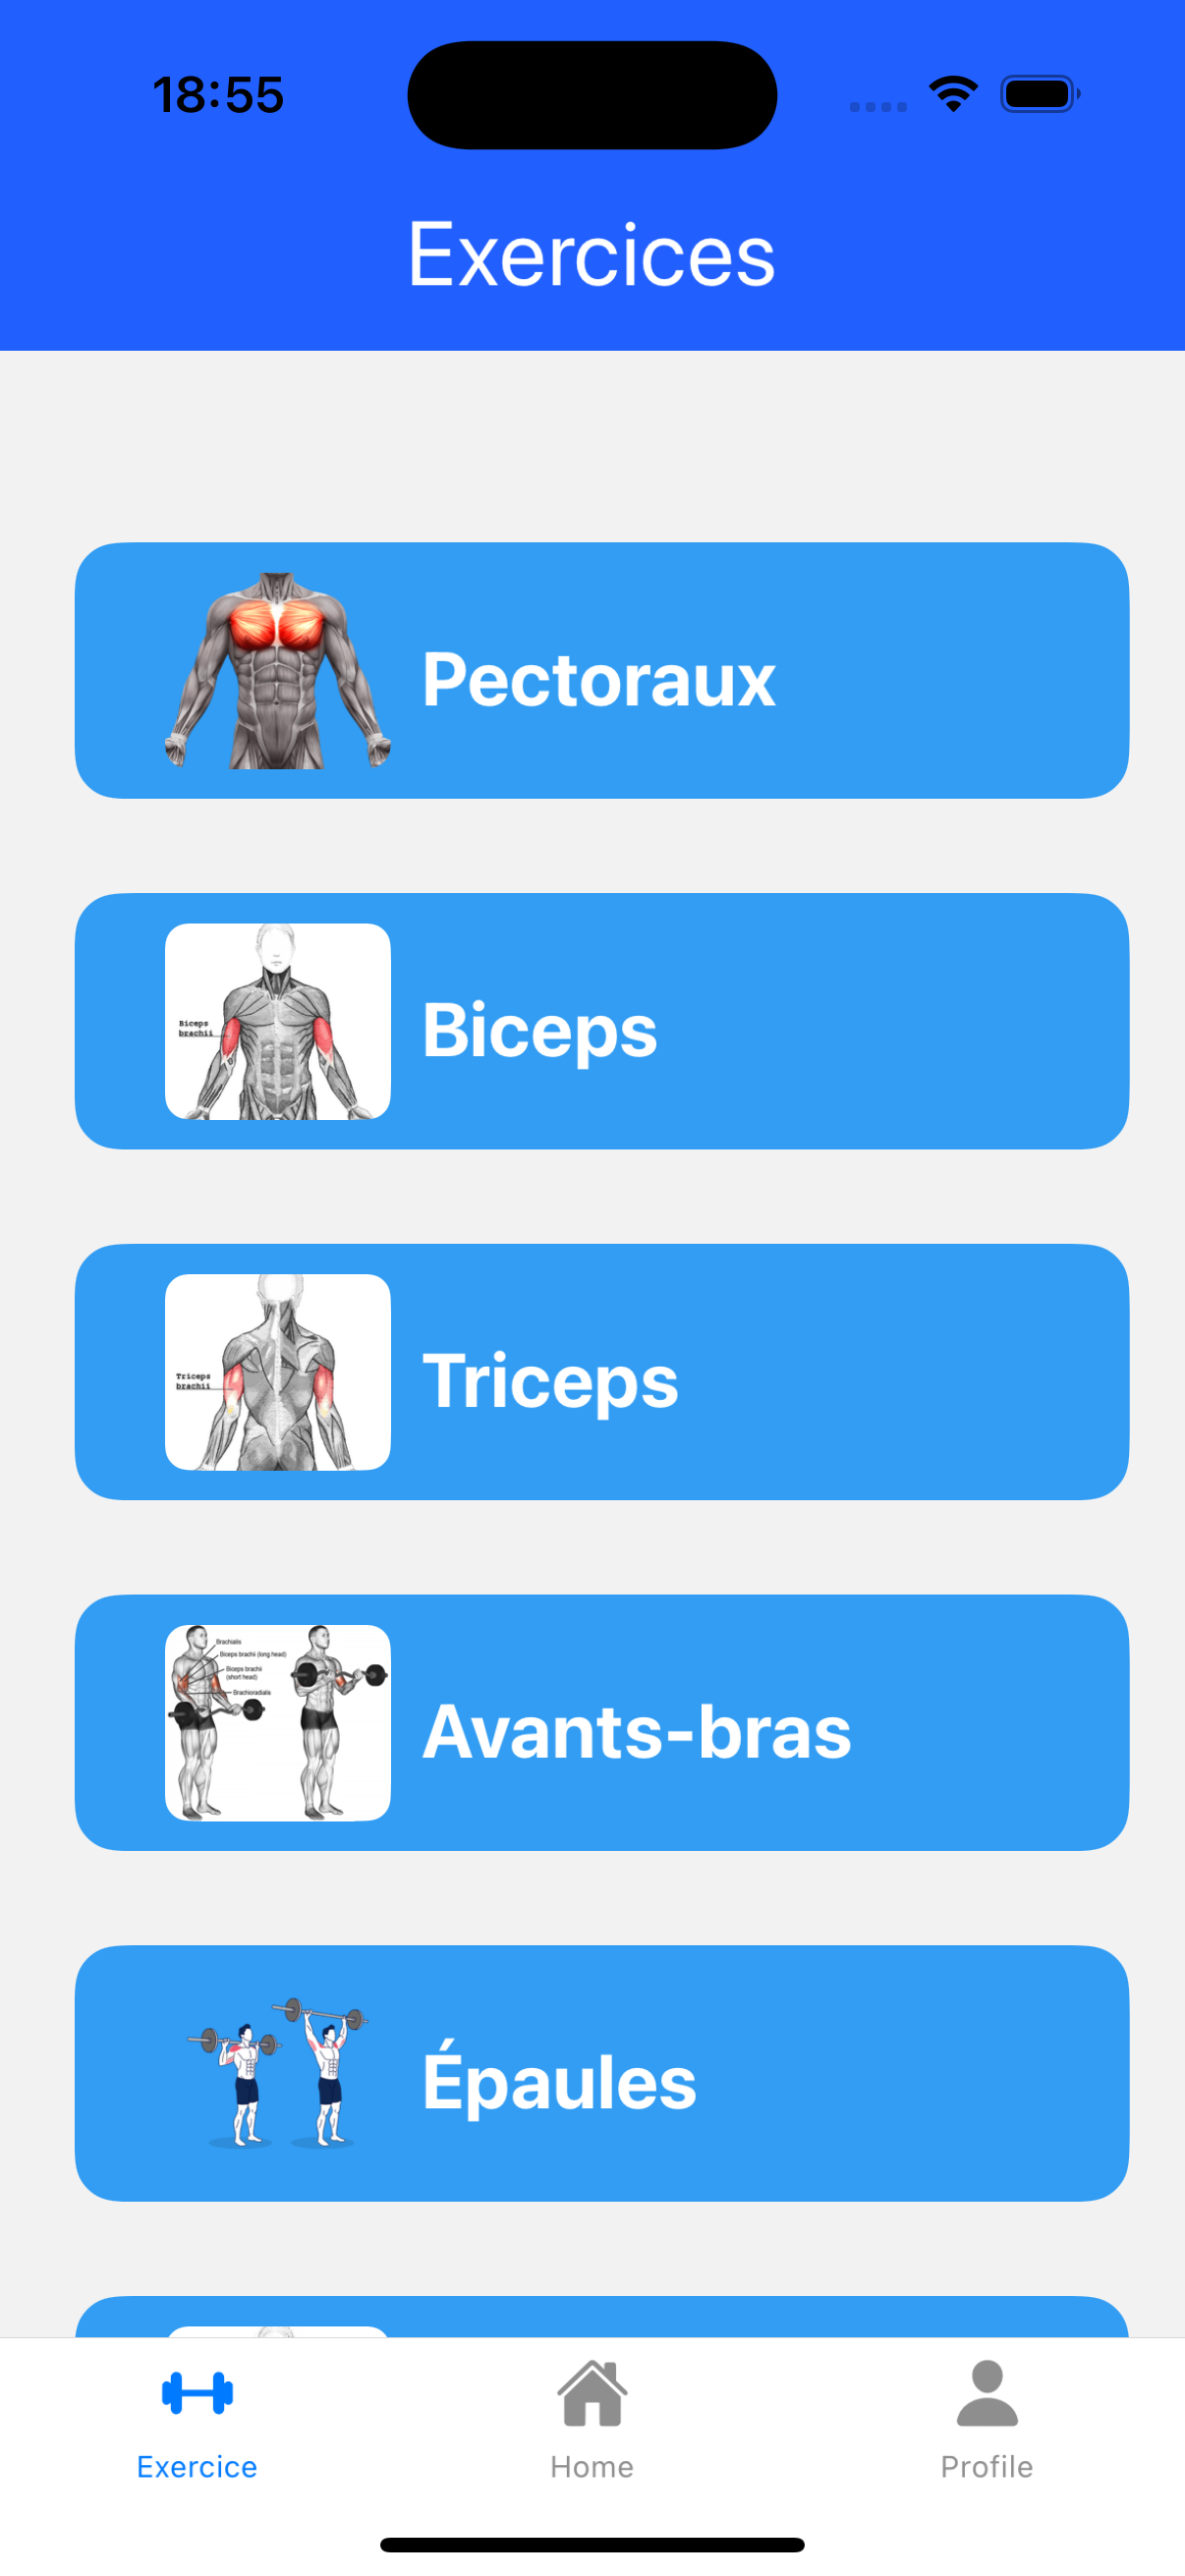 18:55
Exercices
Pectoraux
Biceps
brachii
Biceps
Triceps
brachii
Triceps
Brachialis
Biceps brachii (long head)
Biceps brachii
(short head)
Brachioradialis
Avants-bras
Épaules
Exercice
Home
Profile